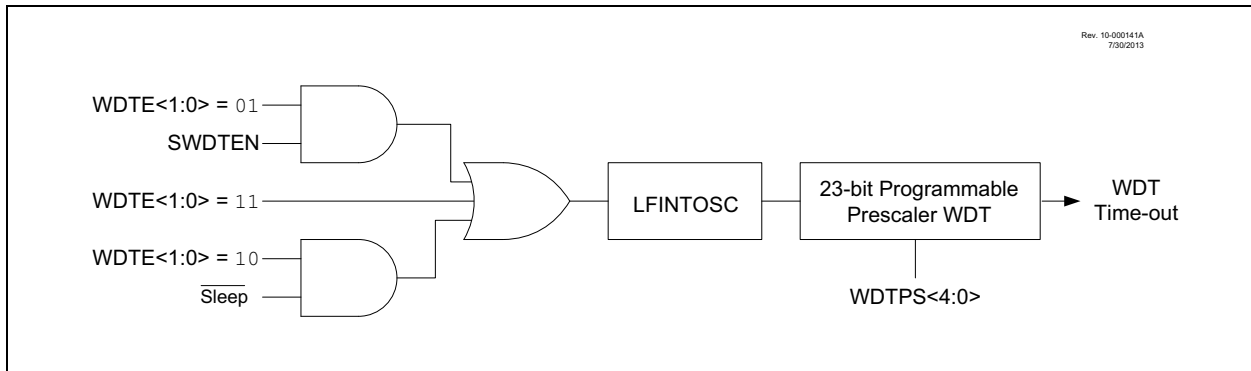 Rev. 10-000141A
7/30/2013
WDTE<1:0> = 01
SWDTEN
WDTE<1:0> = 11
WDTE<1:0> = 10
Sleep
LFINTOSC
23-bit Programmable
Prescaler WDT
WDT
Time-out
WDTPS<4:0>